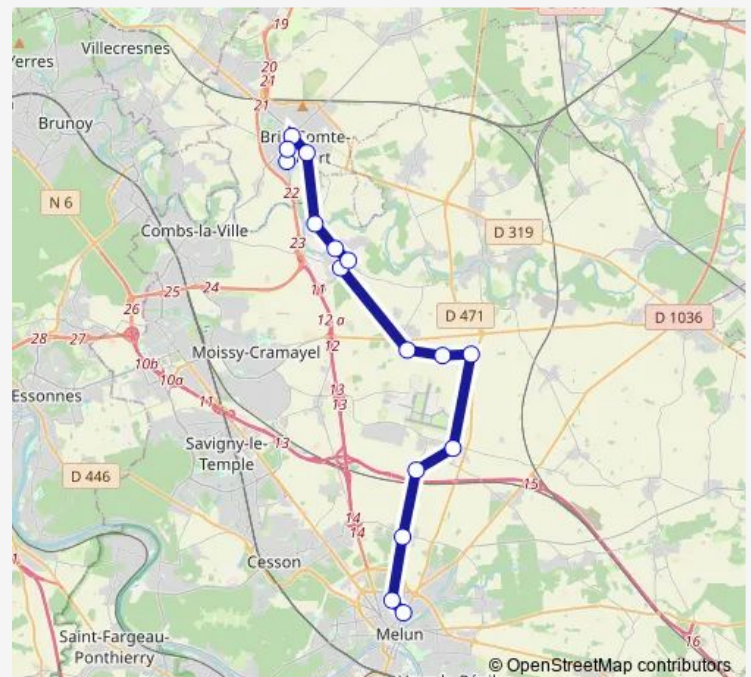 19
Villecresnes
Yerres
20
21
21
Brunoy
Brie-Comte-
rt
22
N 6
Combs-la-Ville
D 319
23
25
24
11
26
D 471
D 1036
12 a
28
27
12
Moissy-Cramayel
10b
10a
Essonnes
13
13
11
Savigny-le-
Temple
13
D 446
15
14
14
Cesson
16
Saint-Fargeau-
Ponthierry
Melun
© OpenStreetMap contributors